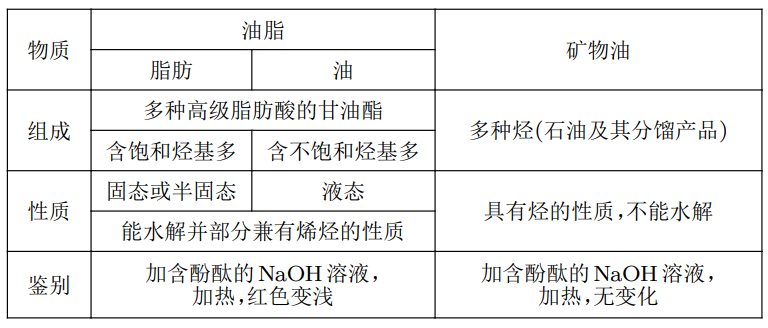 物质
油脂
矿物油
脂肪
油
组成
多种高级脂肪酸的甘油酯
多种烃(石油及其分馏产品)
含饱和烃基多
含不饱和烃基多
性质
固态或半固态
液态
具有烃的性质,不能水解
能水解并部分兼有烯烃的性质
鉴别
加含酚酞的 NaOH 溶液,
加热,红色变浅
加含酚酞的 NaOH 溶液,
加热,无变化